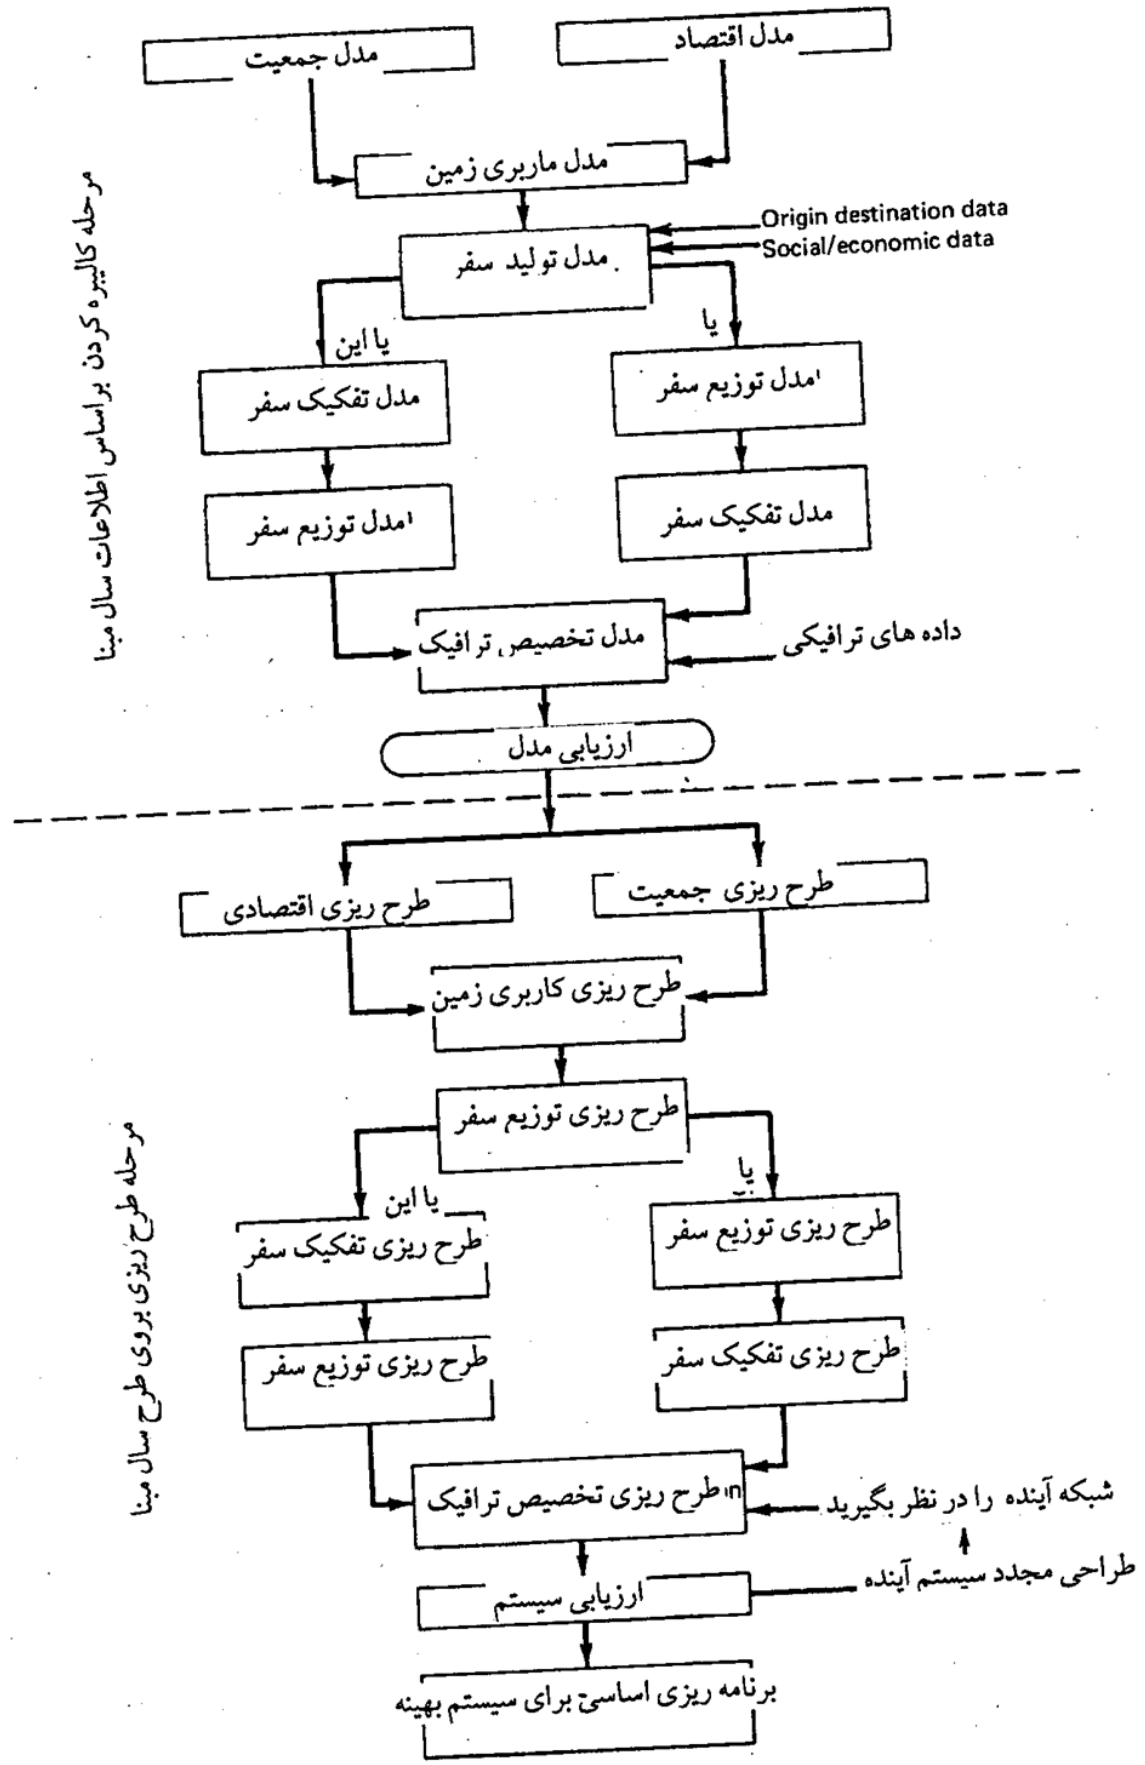 مدل اقتصاد
مدل جمعیت
مدل ماربری زمین
Origin destination data
Social/economic data
مدل تولید سفر
یا
یا این
مدل توزیع سفر
مدل تفکیک سفر
مدل تفکیک سفر
مدل توزیع سفر
مدل تخصیص ترافیک
داده های ترافیکی
ارزیابی مدل
مرحله کالیبره کردن براساس اطلاعات سال مبنا
طرح ریزی جمعیت
طرح ریزی اقتصادی
طرح ریزی کاربری زمین
طرح ریزی توزیع سفر
یا
یا این
طرح ریزی توزیع سفر
طرح ریزی تفکیک سفر
طرح ریزی تفکیک سفر
طرح ریزی توزیع سفر
طرح ریزی تخصیص ترافیک
شبکه آینده را در نظر بگیرید
طراحی مجدد سیستم آینده
ارزیابی سیستم
برنامه ریزی اساسی برای سیستم بهینه
مرحله طرح ریزی بروی طرح سال مبنا